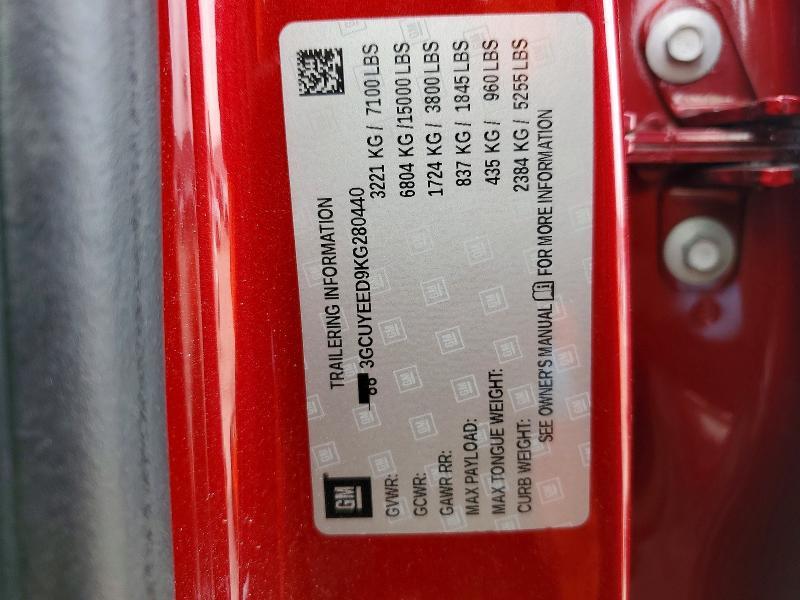 GM
TRAILERING INFORMATION
3GCUYEED9KG280440
GVWR: 3221 KG / 7100 LBS
GCWR: 6804 KG /15000 LBS
GAWR RR: 1724 KG / 3800 LBS
MAX PAYLOAD: 837 KG / 1845 LBS
MAX TONGUE WEIGHT: 435 KG / 960 LBS
CURB WEIGHT: 2384 KG / 5255 LBS
SEE OWNER'S MANUAL FOR MORE INFORMATION